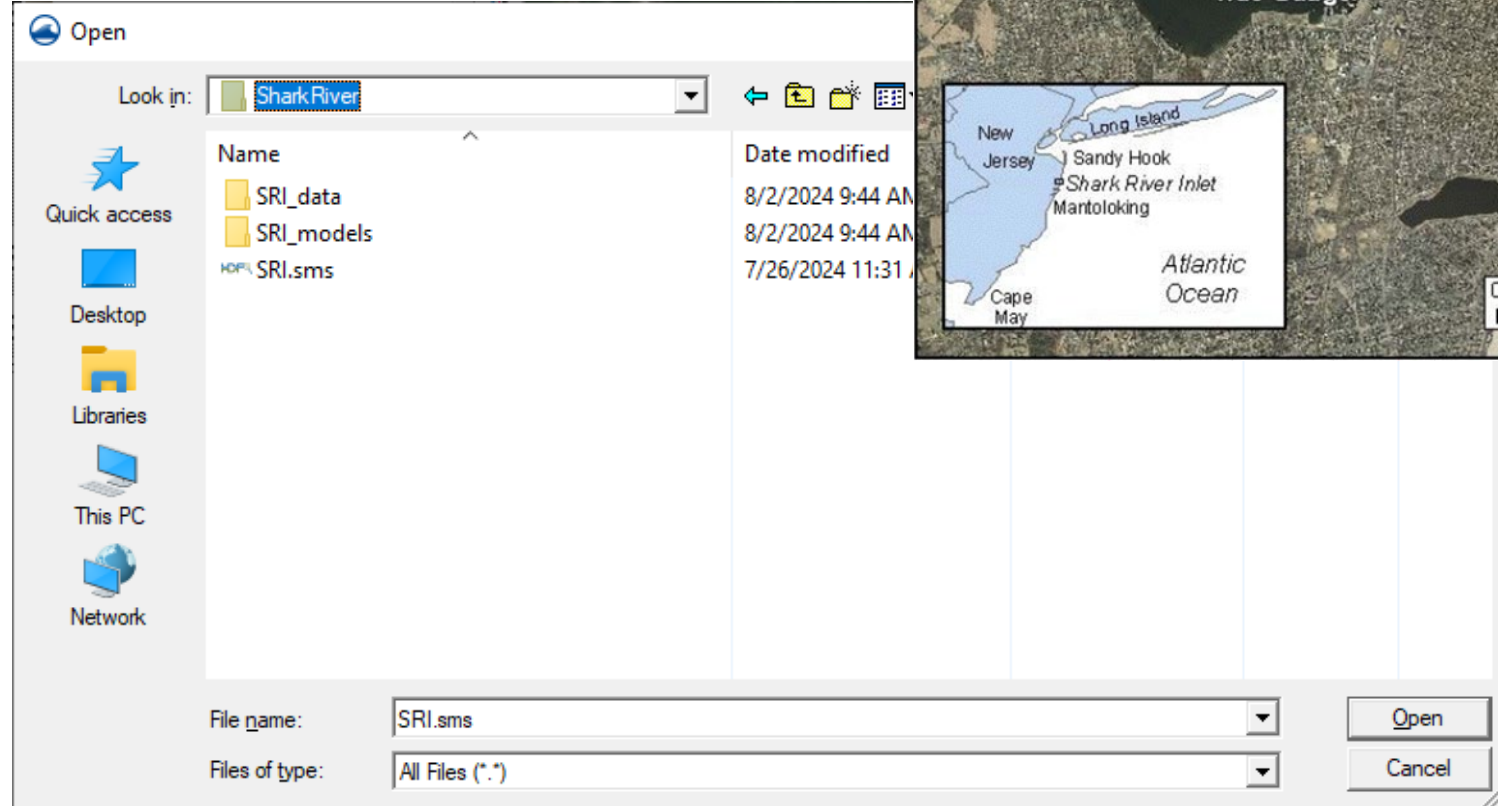 Open
Look in:
Shark River
Name
Date modified
SRI_data
8/2/2024 9:44 AM
SRI_models
8/2/2024 9:44 AM
SRI.sms
7/26/2024 11:31
Quick access
Desktop
Libraries
This PC
Network
File name:
SRI.sms
Open
Files of type:
All Files (*.*)
Cancel
New
Jersey
Long Island
Sandy Hook
Shark River Inlet
Mantoloking
Atlantic
Ocean
Cape
May